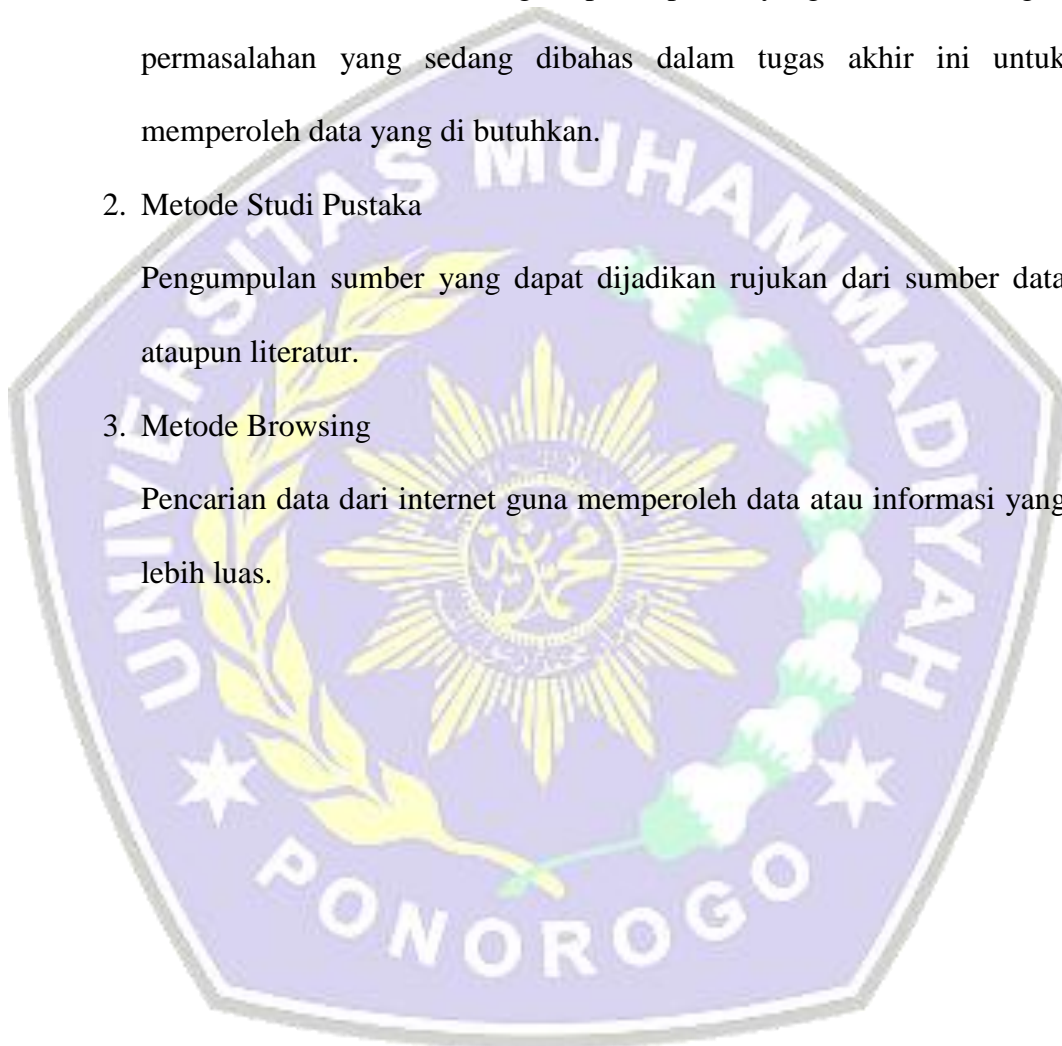 permasalahan yang sedang dibahas dalam tugas akhir ini untuk
memperoleh data yang di butuhkan.
2. Metode Studi Pustaka
Pengumpulan sumber yang dapat dijadikan rujukan dari sumber data
ataupun literatur.
3. Metode Browsing
Pencarian data dari internet guna memperoleh data atau informasi yang
lebih luas.
UNIVERSITAS MUHAMMADIYAH
PONOROGO